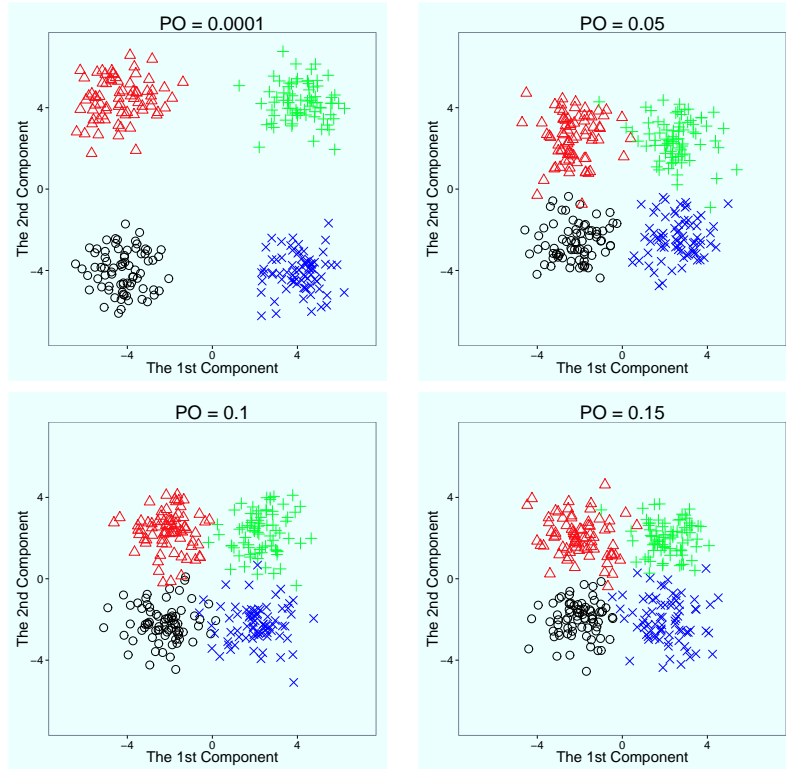 PO = 0.0001
The 2nd Component
4
0
−4
−4 0 4
The 1st Component
PO = 0.05
The 2nd Component
4
0
−4
−4 0 4
The 1st Component
PO = 0.1
The 2nd Component
4
0
−4
−4 0 4
The 1st Component
PO = 0.15
The 2nd Component
4
0
−4
−4 0 4
The 1st Component